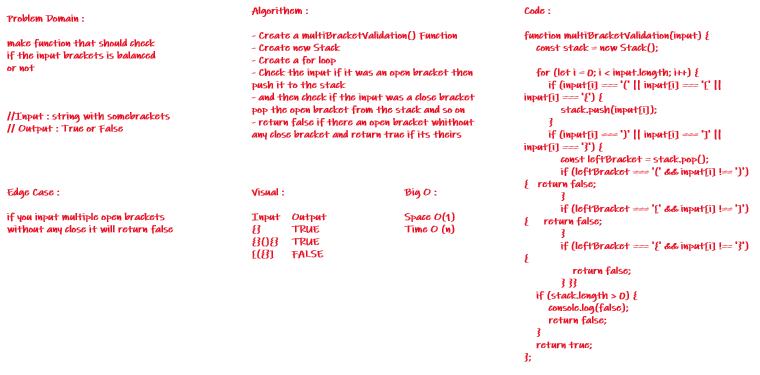 Problem Domain :
make function that should check
if the input brackets is balanced
or not
//Input : string with somebrackets
// Output : True or False
Edge Case :
if you input multiple open brackets
without any close it will return false
Algorithem :
- Create a multiBracketValidation() Function
- Create new Stack
- Create a for loop
- Check the input if it was an open bracket then
push it to the stack
- and then check if the input was a close bracket
pop the open bracket from the stack and so on
- return false if there an open bracket whithout
any close bracket and return true if its theirs
Visual :
Input Output
{} TRUE
{}(){} TRUE
[({}] FALSE
Big O :
Space O(1)
Time O (n)
Code :
function multiBracketValidation(input) {
const stack = new Stack();
for (let i = 0; i < input.length; i++) {
if (input[i] === '(' || input[i] === '[' ||
input[i] === '{') {
stack.push(input[i]);
}
if (input[i] === ')' || input[i] === ']' ||
input[i] === '}') {
const leftBracket = stack.pop();
if (leftBracket === '(' && input[i] !== ')')
{ return false;
}
if (leftBracket === '[' && input[i] !== ']')
{ return false;
}
if (leftBracket === '{' && input[i] !== '}')
{
return false;
} }}
if (stack.length > 0) {
console.log(false);
return false;
}
return true;
};